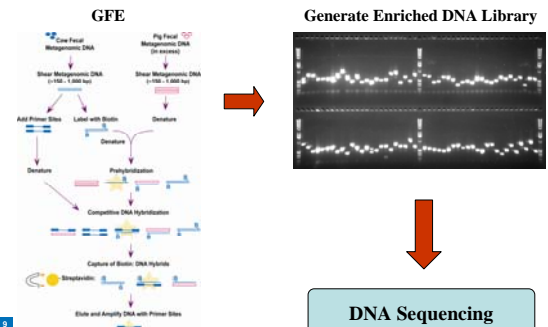 GFE
Generate Enriched DNA Library
Cow Fecal
Metagenomic DNA
Pig Fecal
Metagenomic DNA
(in excess)
Shear Metagenomic DNA
(~150 – 1,000 bp)
Shear Metagenomic DNA
(~150 – 1,000 bp)
Add Primer Sites
Label with Biotin
Denature
Denature
Denature
Prehybridization
Competitive DNA Hybridization
Capture of Biotin: DNA Hybrids
Streptavidin:
Elute and Amplify DNA with Primer Sites
DNA Sequencing
9